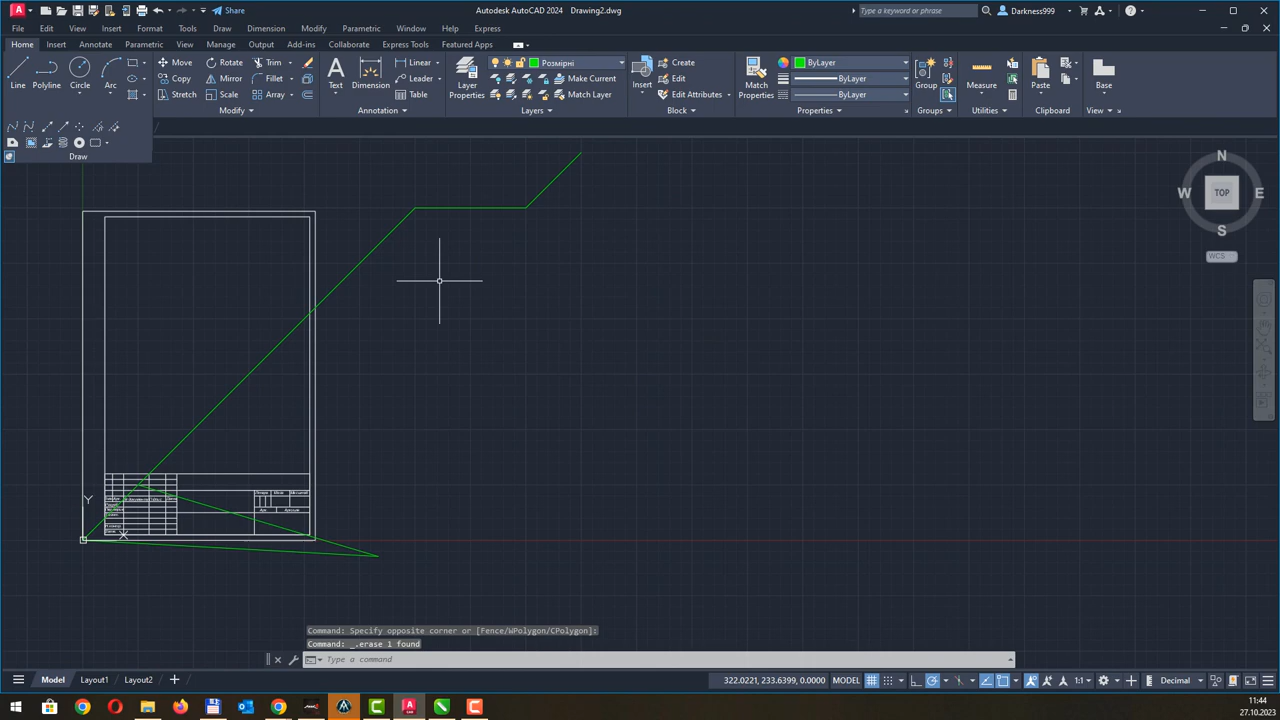 Share
Autodesk AutoCAD 2024 Drawing2.dwg
Type a keyword or phrase
Darkness999
File Edit View Insert Format Tools Draw Dimension Modify Parametric Window Help Express
Home Insert Annotate Parametric View Manage Output Add-ins Collaborate Express Tools Featured Apps
Move Rotate Trim Linear Розмірні Create ByLayer
Copy Mirror Fillet Leader Make Current Edit ByLayer
Line Polyline Circle Arc Text Dimension Layer Properties Insert Match Properties Group Measure Paste Base
Stretch Scale Array Table Match Layer Edit Attributes ByLayer
Modify Annotation Layers Block Properties Groups Utilities Clipboard View
Draw
N
W TOP E
S
WCS
Y
X
Command: Specify opposite corner or [Fence/WPolygon/CPolygon]:
Command: _.erase 1 found
Type a command
Model Layout1 Layout2 +
322.0221, 233.6399, 0.0000 MODEL 1:1 Decimal
11:44
27.10.2023